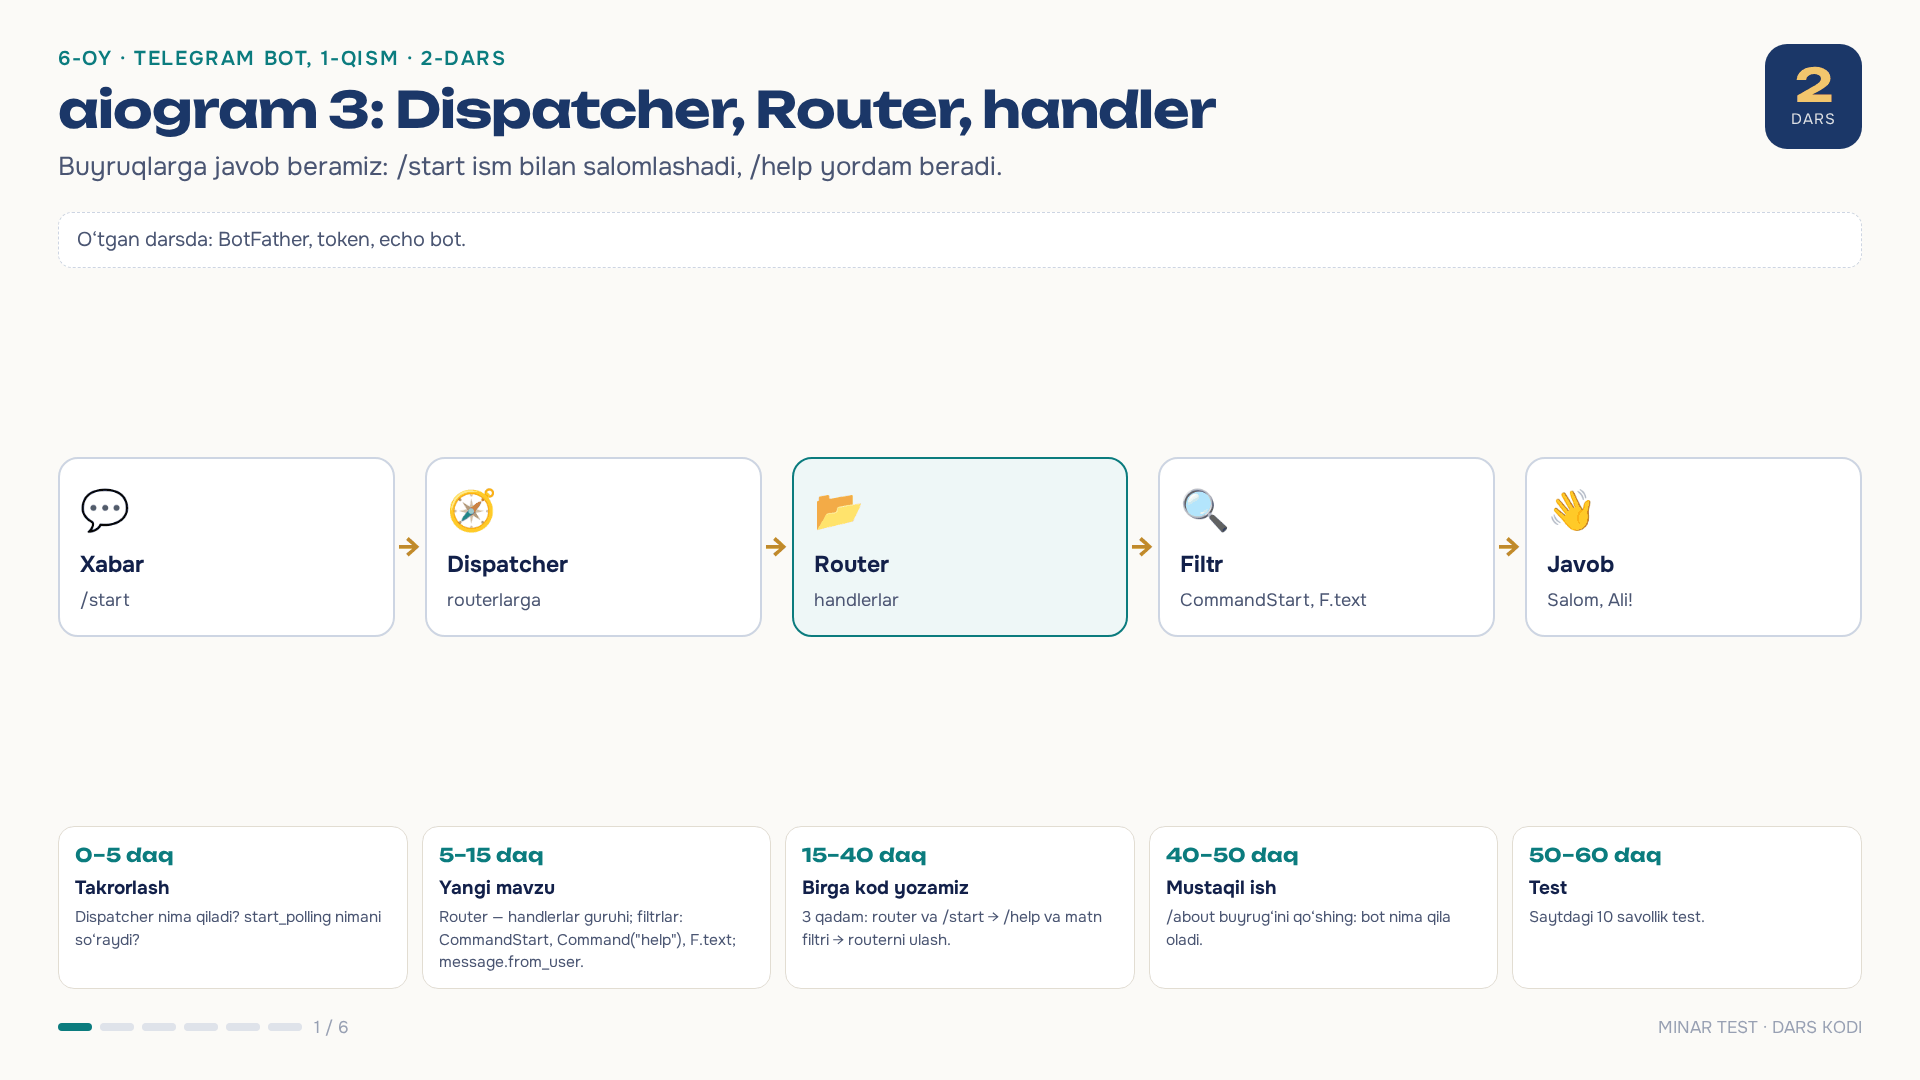 6-OY · TELEGRAM BOT, 1-QISM · 2-DARS
aiogram 3: Dispatcher, Router, handler
Buyruqlarga javob beramiz: /start ism bilan salomlashadi, /help yordam beradi.
2
DARS
O‘tgan darsda: BotFather, token, echo bot.
Xabar
/start
→
Dispatcher
routerlarga
→
Router
handlerlar
→
Filtr
CommandStart, F.text
→
Javob
Salom, Ali!
0–5 daq
Takrorlash
Dispatcher nima qiladi? start_polling nimani
so‘raydi?
5–15 daq
Yangi mavzu
Router — handlerlar guruhi; filtrlar:
CommandStart, Command("help"), F.text;
message.from_user.
15–40 daq
Birga kod yozamiz
3 qadam: router va /start → /help va matn
filtri → routerni ulash.
40–50 daq
Mustaqil ish
/about buyrug‘ini qo‘shing: bot nima qila
oladi.
50–60 daq
Test
Saytdagi 10 savollik test.
1 / 6
MINAR TEST · DARS KODI